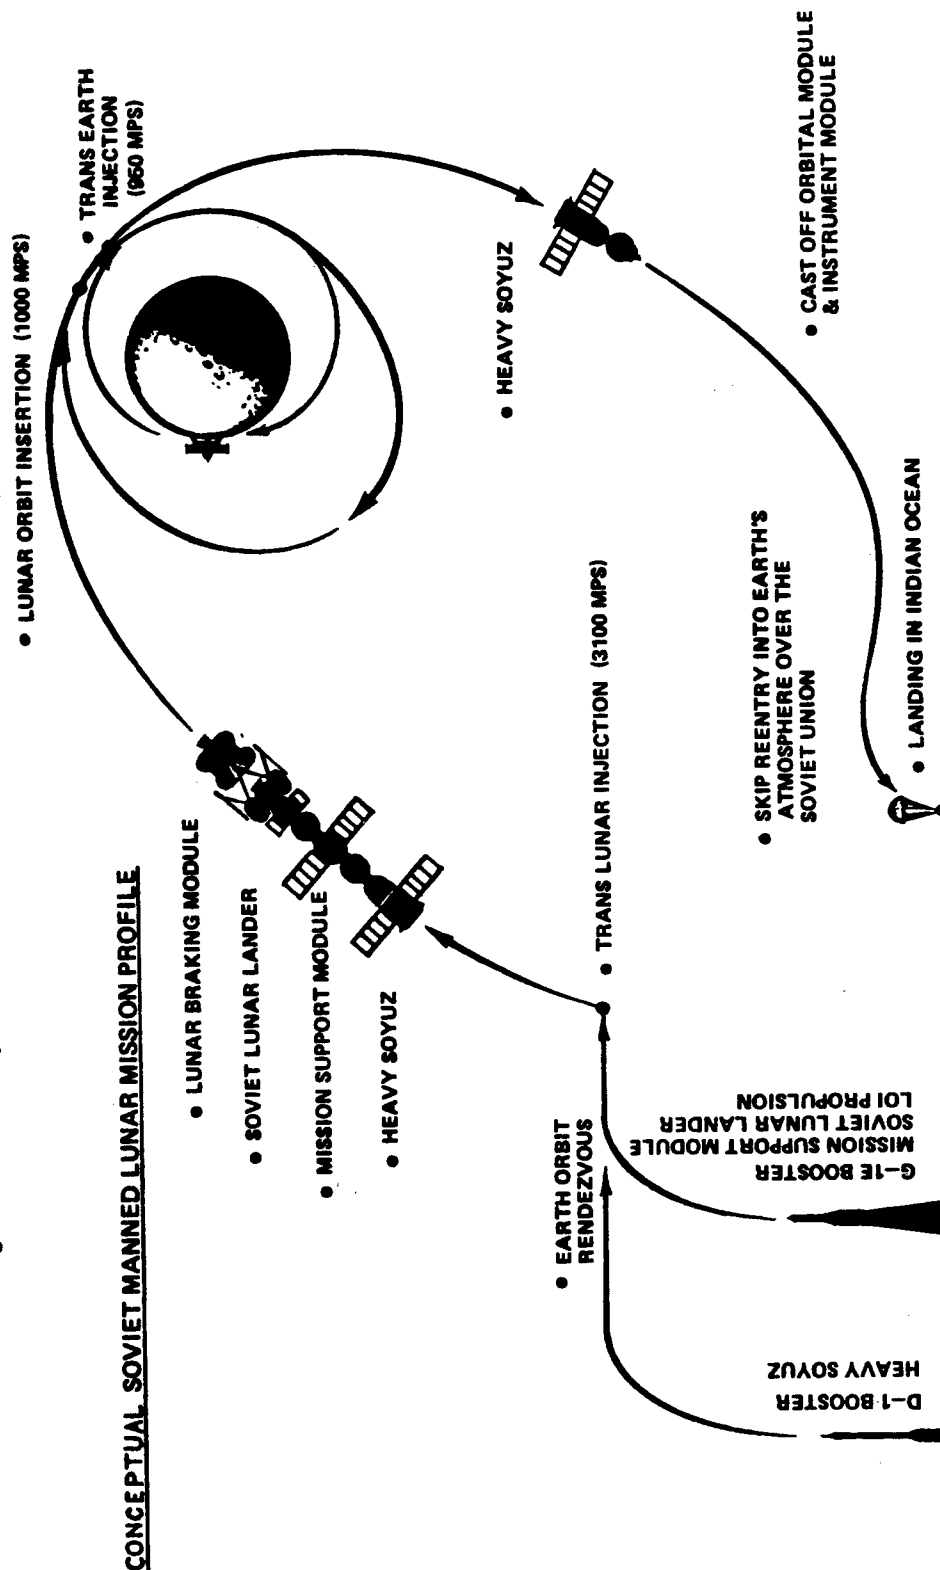 CONCEPTUAL SOVIET MANNED LUNAR MISSION PROFILE
• LUNAR ORBIT INSERTION (1000 MPS)
• TRANS EARTH
INJECTION
(950 MPS)
• LUNAR BRAKING MODULE
• SOVIET LUNAR LANDER
• MISSION SUPPORT MODULE
• HEAVY SOYUZ
• HEAVY SOYUZ
• EARTH ORBIT
RENDEZVOUS
• TRANS LUNAR INJECTION (3100 MPS)
• CAST OFF ORBITAL MODULE
& INSTRUMENT MODULE
• SKIP REENTRY INTO EARTH'S
ATMOSPHERE OVER THE
SOVIET UNION
• LANDING IN INDIAN OCEAN
D-1 BOOSTER
HEAVY SOYUZ
G-1E BOOSTER
MISSION SUPPORT MODULE
SOVIET LUNAR LANDER
LOI PROPULSION